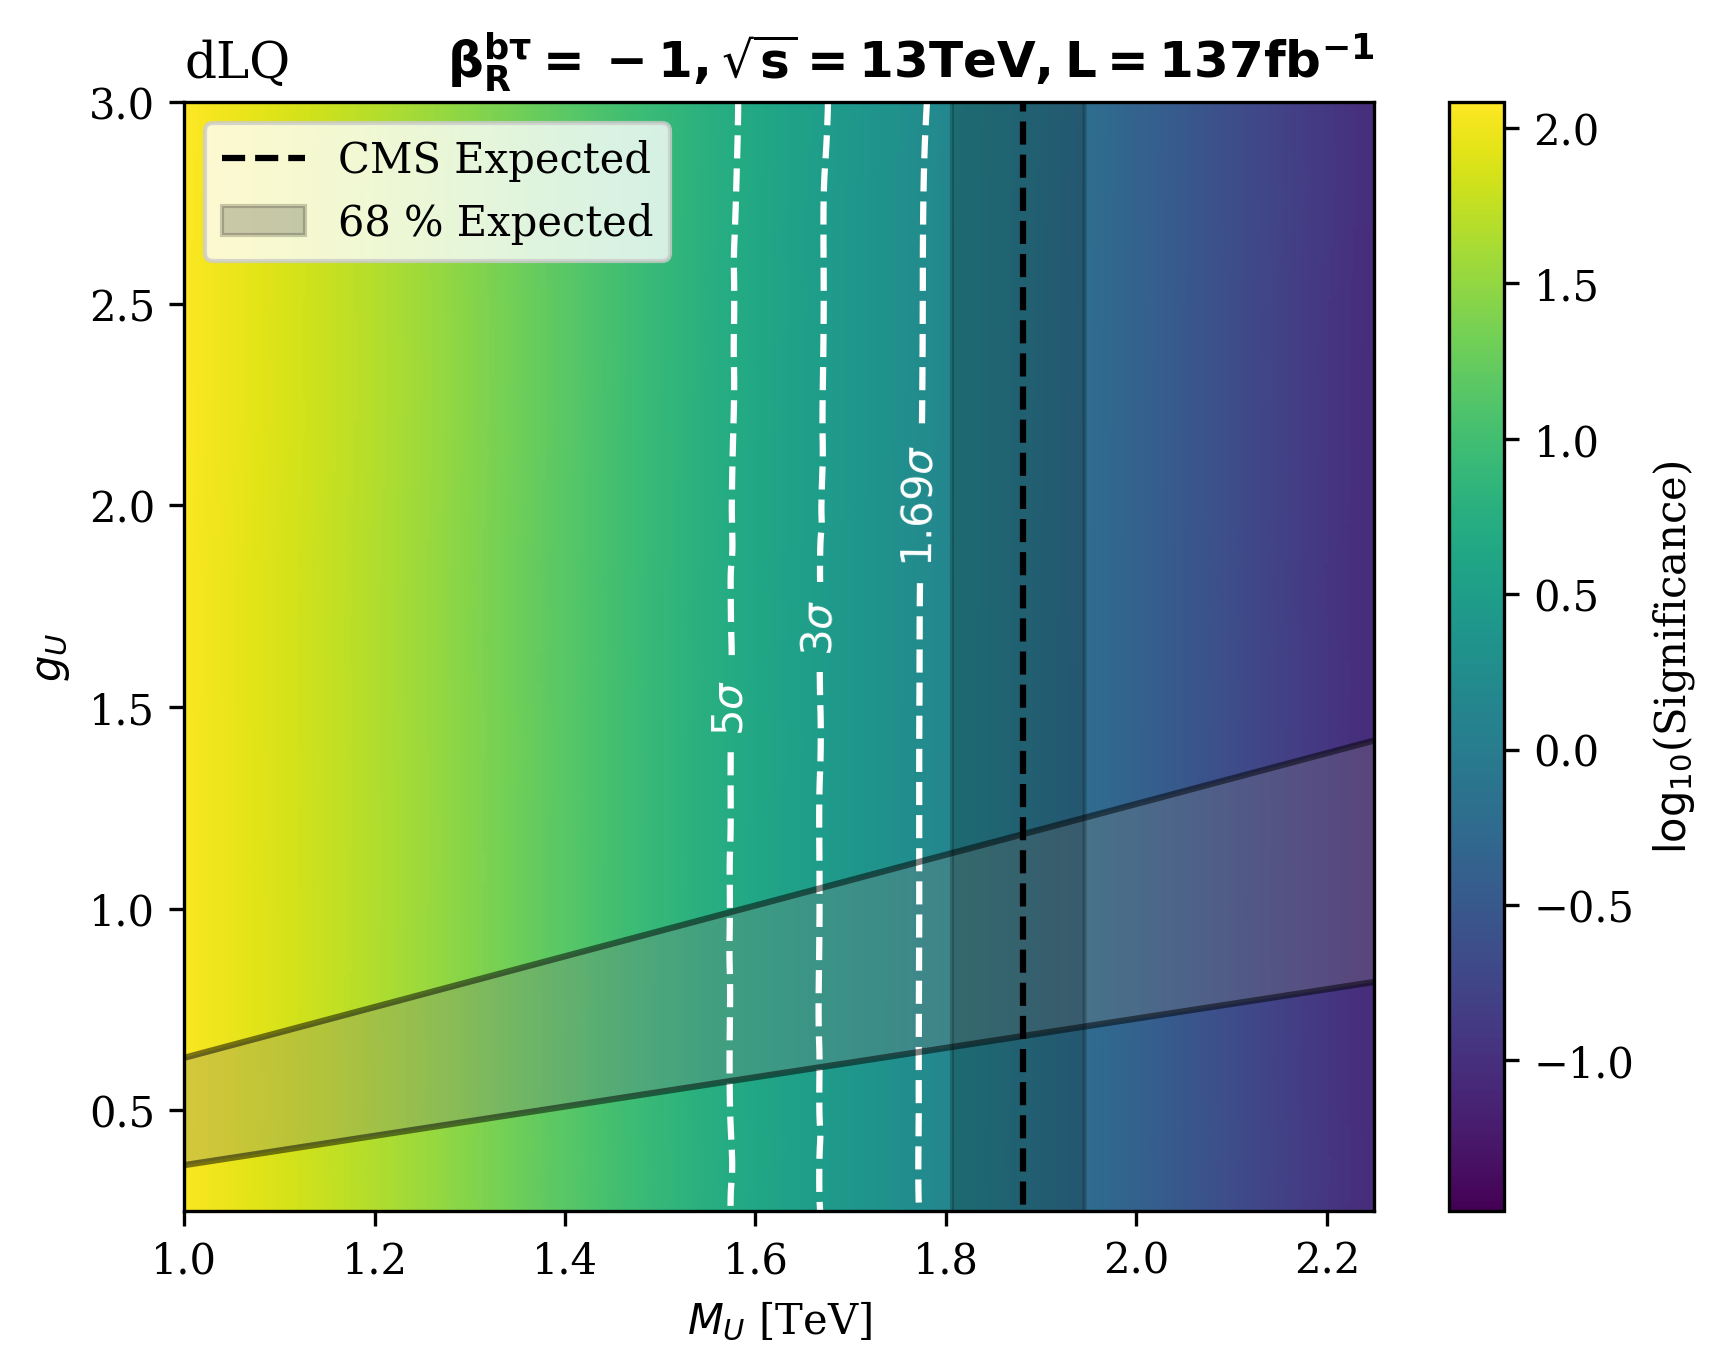 dLQ
β_R^{bτ} = −1, √s = 13TeV, L = 137fb⁻¹
CMS Expected
68 % Expected
3.0
2.5
2.0
1.5
1.0
0.5
g_U
5σ
3σ
1.69σ
1.0
1.2
1.4
1.6
1.8
2.0
2.2
M_U [TeV]
2.0
1.5
1.0
0.5
0.0
−0.5
−1.0
log₁₀(Significance)